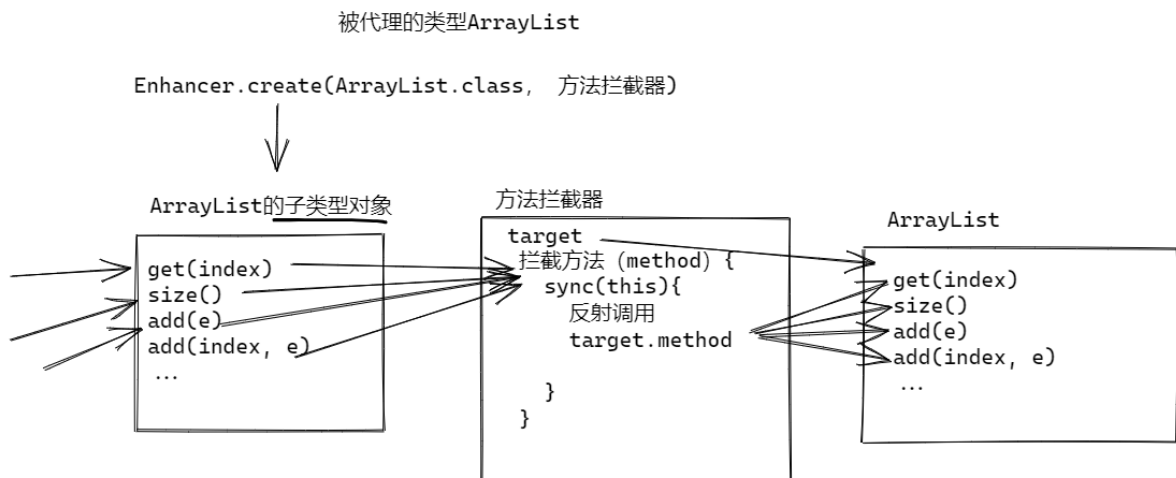 被代理的类型ArrayList
Enhancer.create(ArrayList.class， 方法拦截器)
ArrayList的子类型对象
get(index)
size()
add(e)
add(index, e)
...
方法拦截器
target
拦截方法（method）{
sync(this){
反射调用
target.method
}
}
ArrayList
get(index)
size()
add(e)
add(index, e)
...